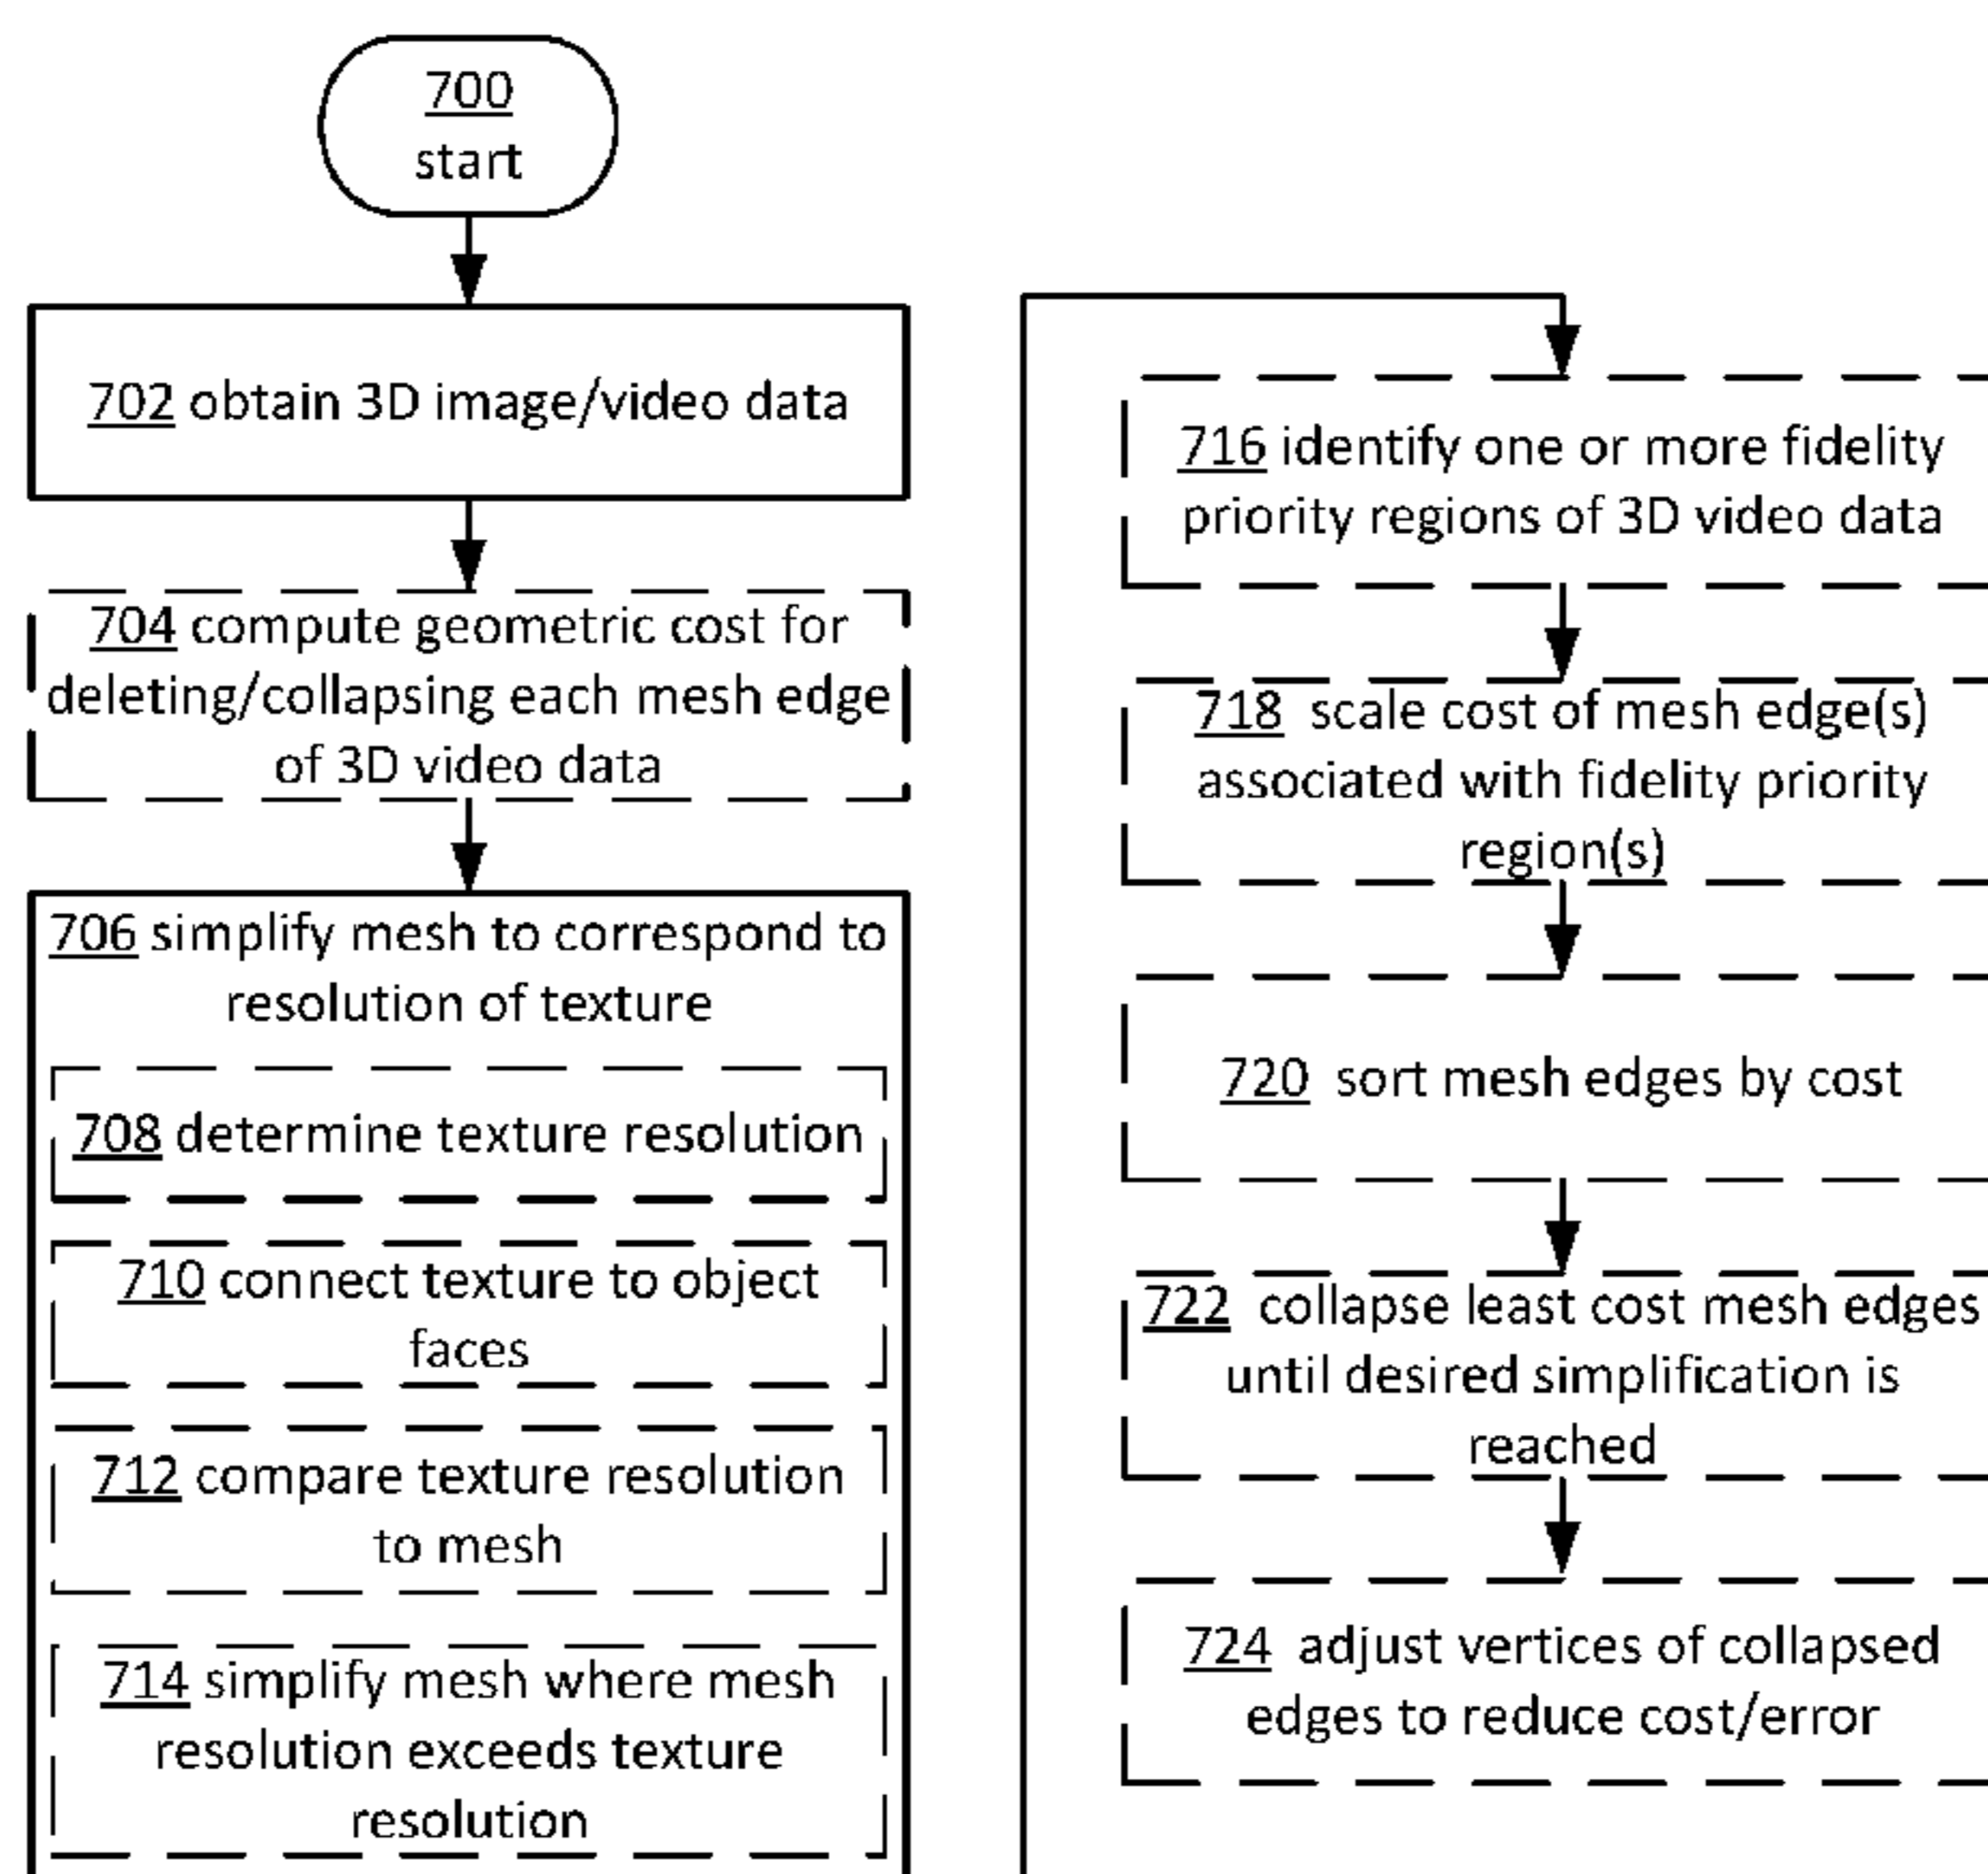 700
start
702 obtain 3D image/video data
704 compute geometric cost for
deleting/collapsing each mesh edge
of 3D video data
706 simplify mesh to correspond to
resolution of texture
708 determine texture resolution
710 connect texture to object
faces
712 compare texture resolution
to mesh
714 simplify mesh where mesh
resolution exceeds texture
resolution
716 identify one or more fidelity
priority regions of 3D video data
718 scale cost of mesh edge(s)
associated with fidelity priority
region(s)
720 sort mesh edges by cost
722 collapse least cost mesh edges
until desired simplification is
reached
724 adjust vertices of collapsed
edges to reduce cost/error